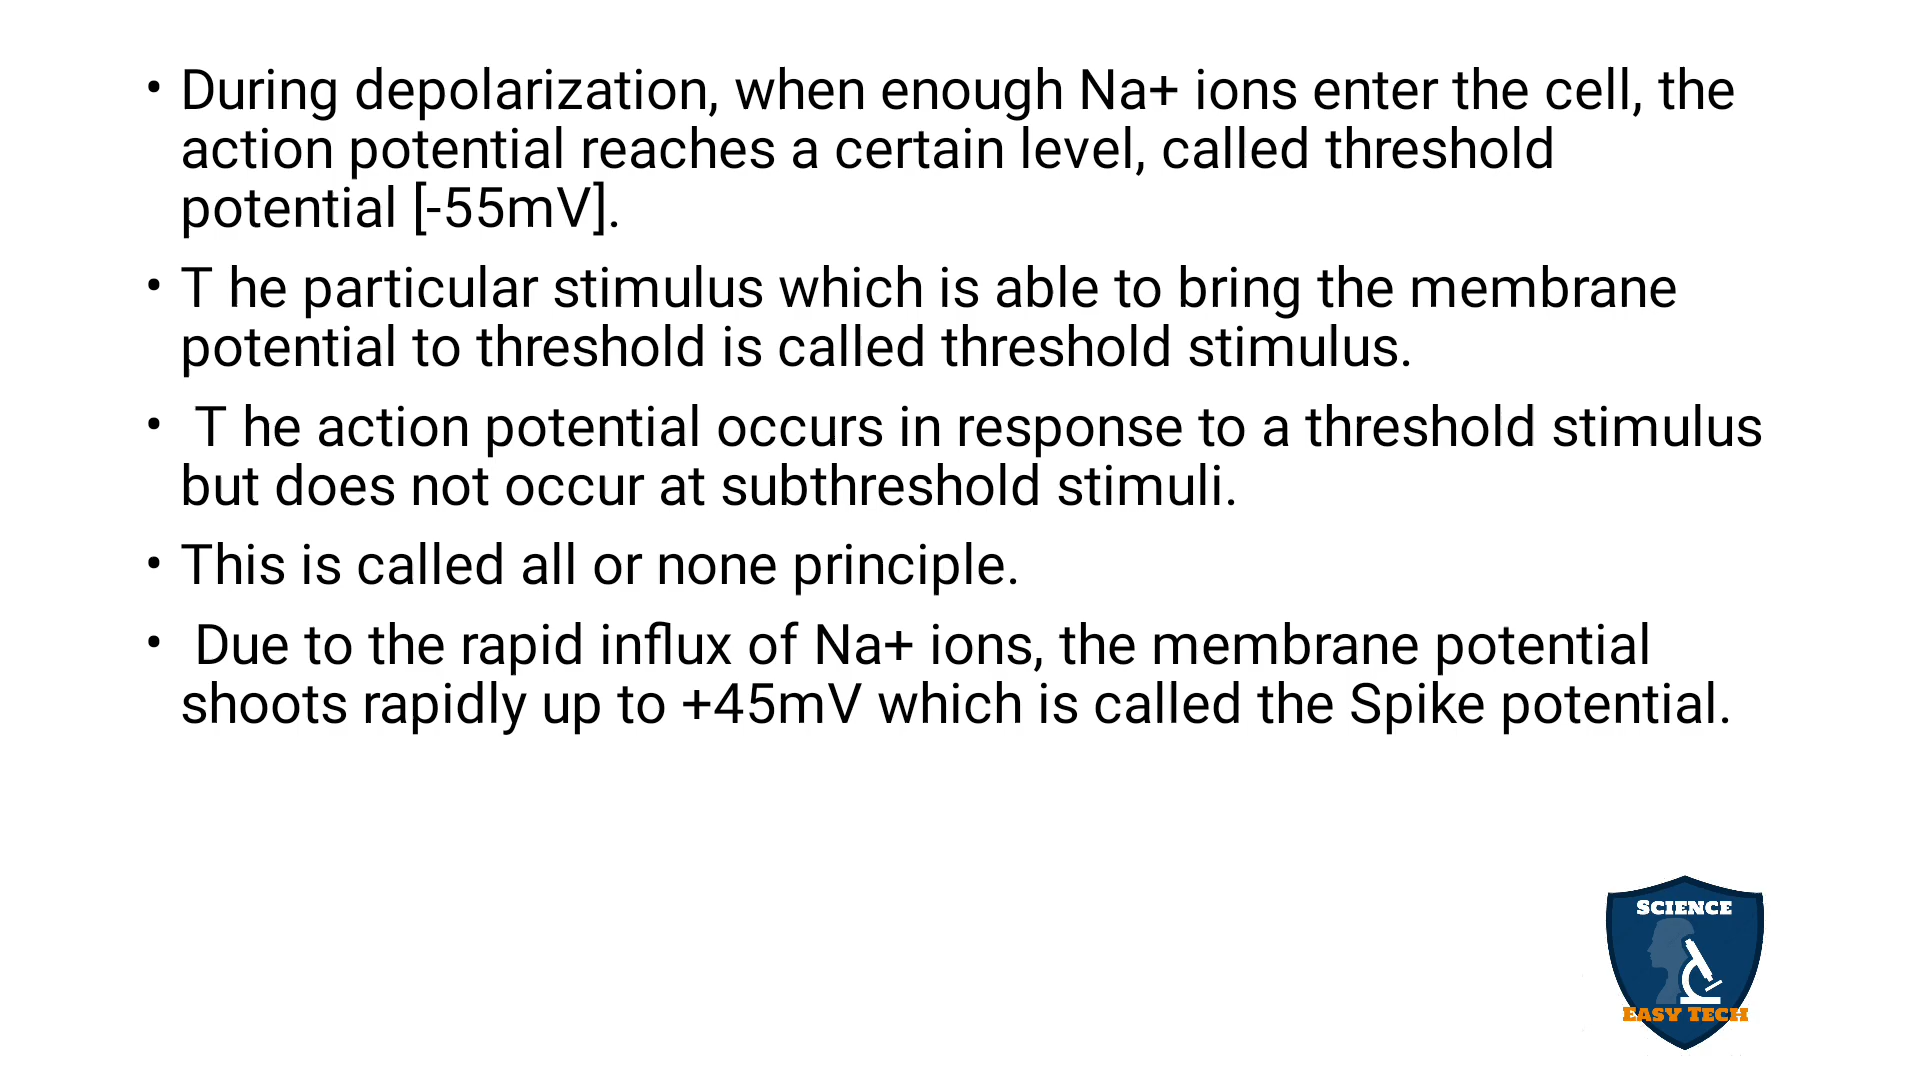 • During depolarization, when enough Na+ ions enter the cell, the
action potential reaches a certain level, called threshold
potential [-55mV].
• T he particular stimulus which is able to bring the membrane
potential to threshold is called threshold stimulus.
• T he action potential occurs in response to a threshold stimulus
but does not occur at subthreshold stimuli.
• This is called all or none principle.
• Due to the rapid influx of Na+ ions, the membrane potential
shoots rapidly up to +45mV which is called the Spike potential.
SCIENCE
EASY TECH